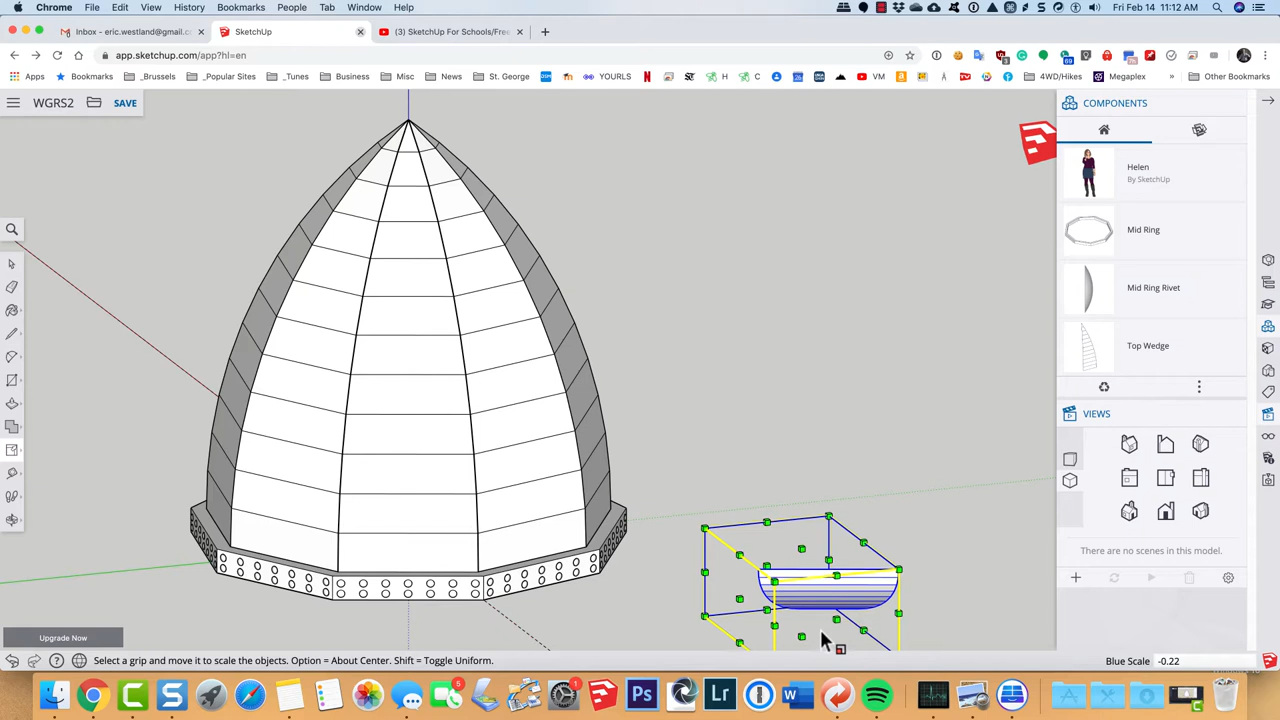 Chrome File Edit View History Bookmarks People Tab Window Help Fri Feb 14 11:12 AM
Inbox - eric.westland@gmail.c SketchUp (3) SketchUp For Schools/Free
app.sketchup.com/app?hl=en
Apps Bookmarks _Brussels _Popular Sites _Tunes Business Misc News St. George YOURLS H C VM 4WD/Hikes Megaplex » Other Bookmarks
WGRS2 SAVE
COMPONENTS
Helen
By SketchUp
Mid Ring
Mid Ring Rivet
Top Wedge
VIEWS
There are no scenes in this model.
Upgrade Now
Select a grip and move it to scale the objects. Option = About Center. Shift = Toggle Uniform. Blue Scale -0.22